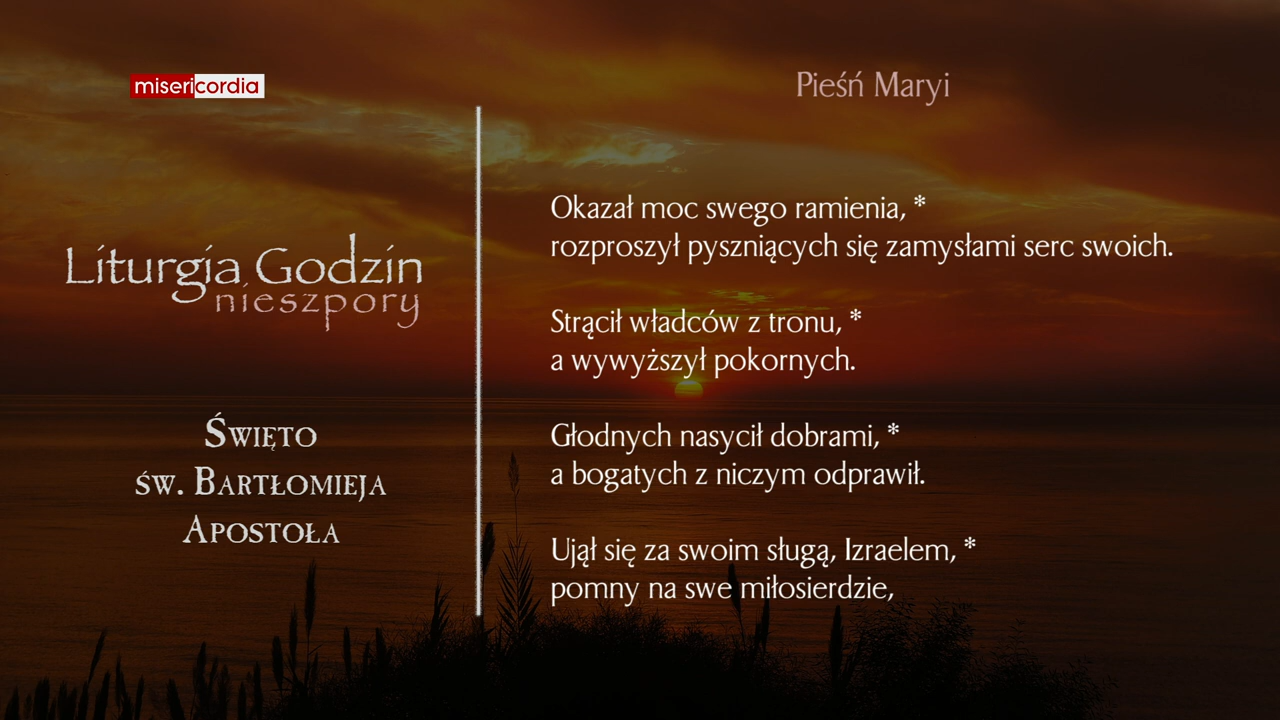 misericordia
Liturgia Godzin
nieszpory
Święto
św. Bartłomieja
Apostoła
Pieśń Maryi
Okazał moc swego ramienia, *
rozproszył pyszniących się zamysłami serc swoich.
Strącił władców z tronu, *
a wywyższył pokornych.
Głodnych nasycił dobrami, *
a bogatych z niczym odprawił.
Ujął się za swoim sługą, Izraelem, *
pomny na swe miłosierdzie,